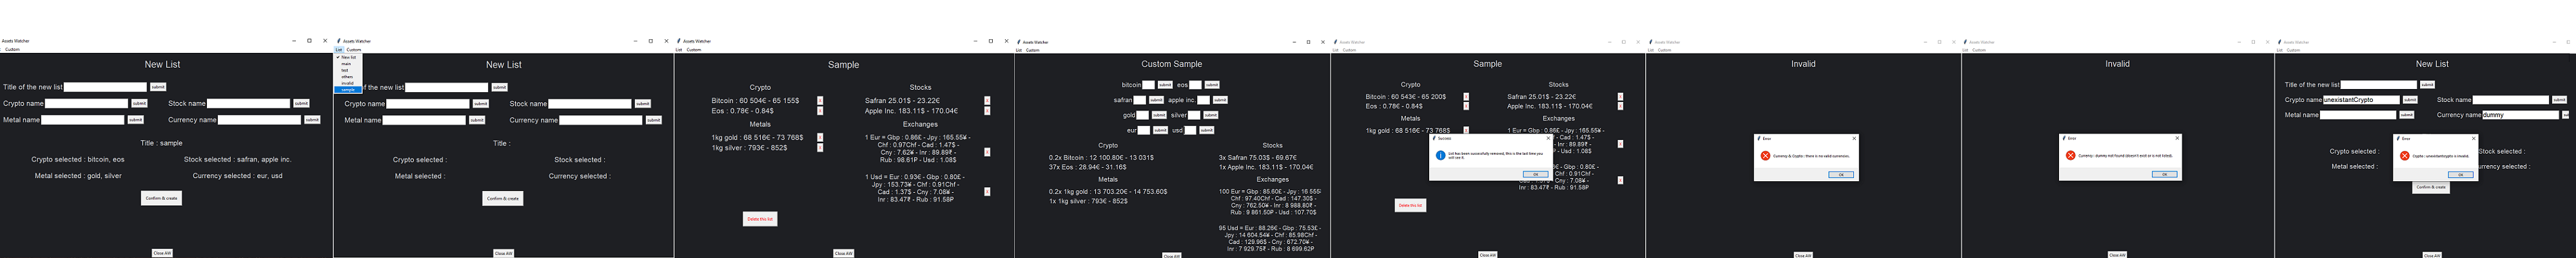 Assets Watcher
Custom
New List
Title of the new list submit
Crypto name submit Stock name submit
Metal name submit Currency name submit
Title : sample
Crypto selected : bitcoin, eos Stock selected : safran, apple inc.
Metal selected : gold, silver Currency selected : eur, usd
Confirm & create
Close AW
Assets Watcher
List Custom
New list
main
test
others
invalid
sample
New List
of the new list submit
Crypto name submit Stock name submit
Metal name submit Currency name submit
Title :
Crypto selected : Stock selected :
Metal selected : Currency selected :
Confirm & create
Close AW
Assets Watcher
List Custom
Sample
Crypto Stocks
Bitcoin : 60 504€ - 65 155$ Safran 25.01$ - 23.22€
Eos : 0.78€ - 0.84$ Apple Inc. 183.11$ - 170.04€
Metals Exchanges
1kg gold : 68 516€ - 73 768$
1kg silver : 793€ - 852$
1 Eur = Gbp : 0.86£ - Jpy : 165.55¥ -
Chf : 0.97Chf - Cad : 1.47$ -
Cny : 7.62¥ - Inr : 89.89₹ -
Rub : 98.61P - Usd : 1.08$
1 Usd = Eur : 0.93€ - Gbp : 0.80£ -
Jpy : 153.73¥ - Chf : 0.91Chf -
Cad : 1.37$ - Cny : 7.08¥ -
Inr : 83.47₹ - Rub : 91.58P
Delete this list
Close AW
Assets Watcher
List Custom
Custom Sample
bitcoin submit eos submit
safran submit apple inc. submit
gold submit silver submit
eur submit usd submit
Crypto Stocks
0.2x Bitcoin : 12 100.80€ - 13 031$ 3x Safran 75.03$ - 69.67€
37x Eos : 28.94€ - 31.16$ 1x Apple Inc. 183.11$ - 170.04€
Metals Exchanges
0.2x 1kg gold : 13 703.20€ - 14 753.60$
1x 1kg silver : 793€ - 852$
100 Eur = Gbp : 85.60£ - Jpy : 16 555
Chf : 97.40Chf - Cad : 147.30$ -
Cny : 762.50¥ - Inr : 8 988.80₹ -
Rub : 9 861.50P - Usd : 107.70$
95 Usd = Eur : 88.26€ - Gbp : 75.53£ -
Jpy : 14 604.54¥ - Chf : 85.98Chf -
Cad : 129.96$ - Cny : 672.70¥ -
Inr : 7 929.75₹ - Rub : 8 699.62P
Close AW
Assets Watcher
List Custom
Sample
Crypto Stocks
Bitcoin : 60 543€ - 65 200$ Safran 25.01$ - 23.22€
Eos : 0.78€ - 0.84$ Apple Inc. 183.11$ - 170.04€
Metals Exchanges
1kg gold : 68 516€ - 73 768$
1 Eur = Gbp : 0.86£ - Jpy : 165.55¥ -
Cad : 1.47$ -
Inr : 89.89₹ -
Usd : 1.08$
Gbp : 0.80£ -
0.91Chf -
Cny : 7.08¥ -
Inr : 83.47₹ - Rub : 91.58P
Success
List has been successfully removed, this is the last time you will see it.
OK
Delete this list
Close AW
Assets Watcher
List Custom
Invalid
Error
Currency & Crypto : there is no valid currencies.
OK
Close AW
Assets Watcher
List Custom
Invalid
Error
Currency : dummy not found (doesn't exist or is not listed).
OK
Close AW
Assets Watcher
List Custom
New List
Title of the new list submit
Crypto name unexistantCrypto submit Stock name
Metal name submit Currency name dummy
Error
Crypto : unexistantcrypto is invalid.
OK
Crypto selected : Stock selected :
Metal selected : urrency selected :
Confirm & create
Close AW